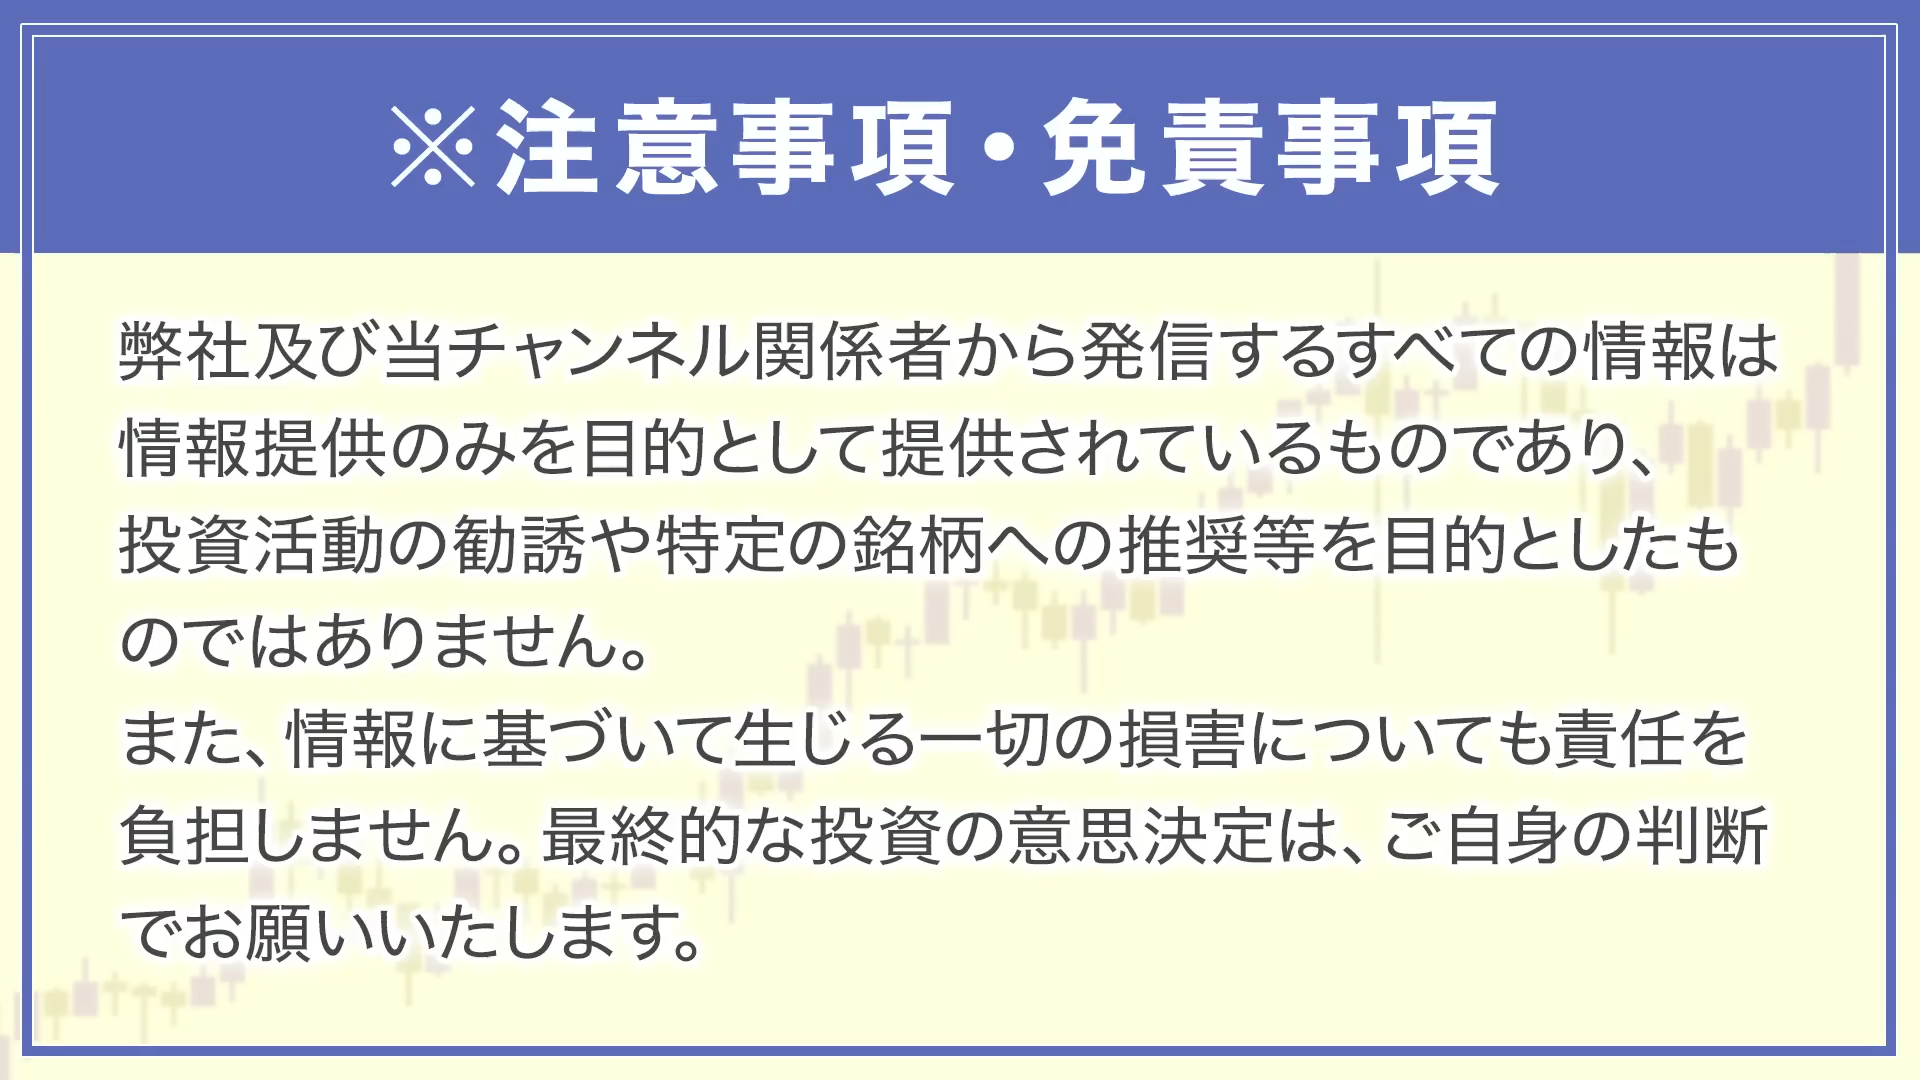 ※注意事項・免責事項
弊社及び当チャンネル関係者から発信するすべての情報は
情報提供のみを目的として提供されているものであり、
投資活動の勧誘や特定の銘柄への推奨等を目的としたも
のではありません。
また、情報に基づいて生じる一切の損害についても責任を
負担しません。最終的な投資の意思決定は、ご自身の判断
でお願いいたします。